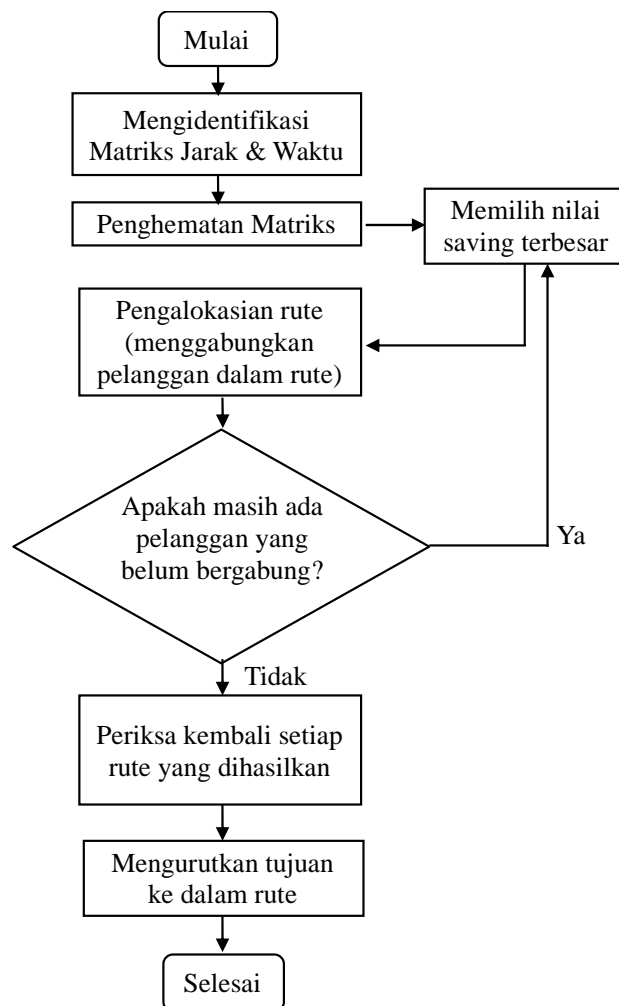 Mulai
Mengidentifikasi
Matriks Jarak & Waktu
Penghematan Matriks
Memilih nilai
saving terbesar
Pengalokasian rute
(menggabungkan
pelanggan dalam rute)
Apakah masih ada
pelanggan yang
belum bergabung?
Ya
Tidak
Periksa kembali setiap
rute yang dihasilkan
Mengurutkan tujuan
ke dalam rute
Selesai